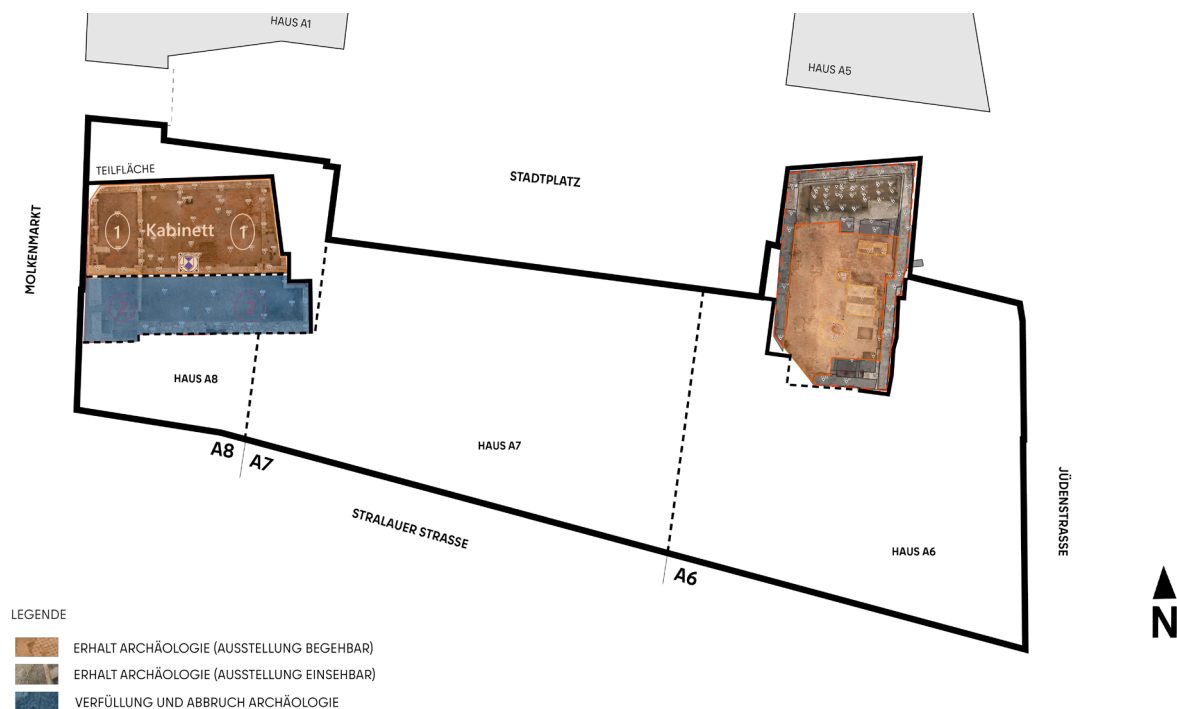 HAUS A1
HAUS A5
TEILFLÄCHE
STADTPLATZ
MOLKENMARKT
1 Kabinett 1
HAUS A8
HAUS A7
A8
A7
STRALAUER STRASSE
HAUS A6
A6
JÜDENSTRASSE
N
LEGENDE
ERHALT ARCHÄOLOGIE (AUSSTELLUNG BEGEHBAR)
ERHALT ARCHÄOLOGIE (AUSSTELLUNG EINSEHBAR)
VERFÜLLUNG UND ABBRUCH ARCHÄOLOGIE